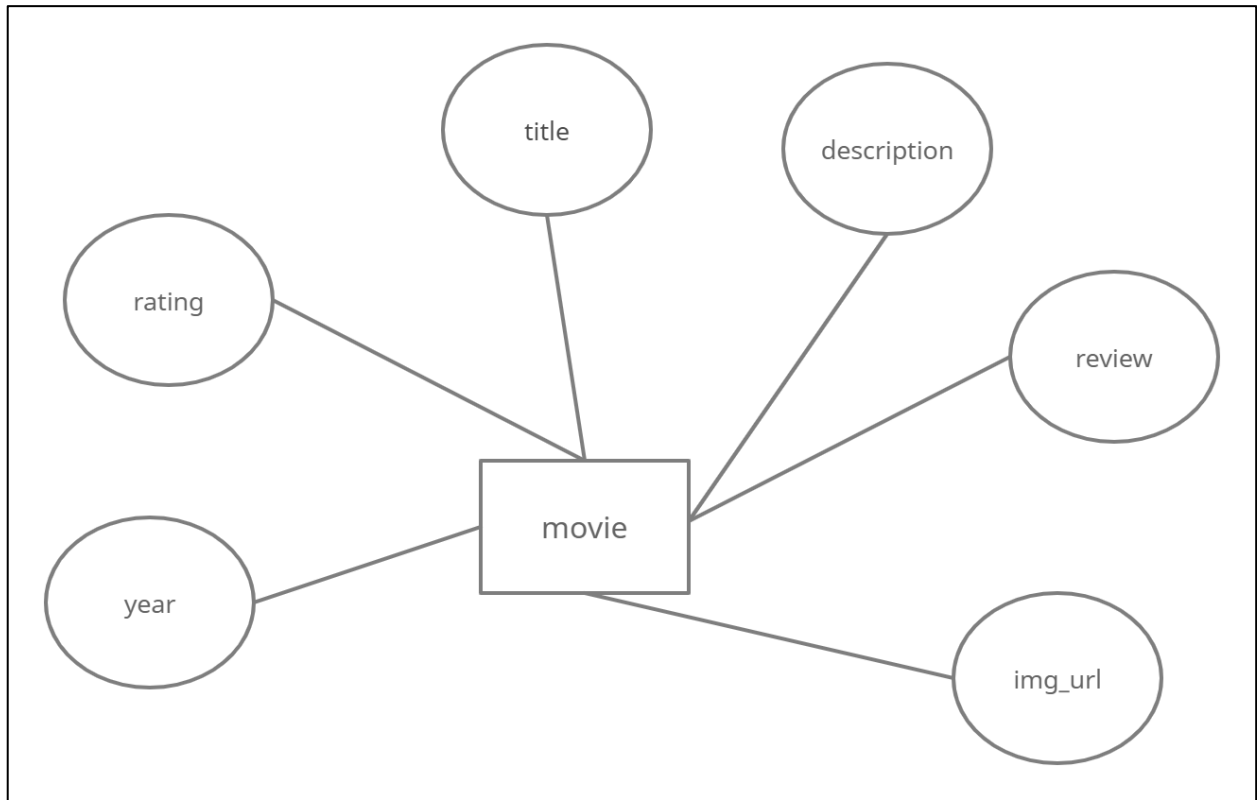 title
description
rating
review
movie
year
img_url